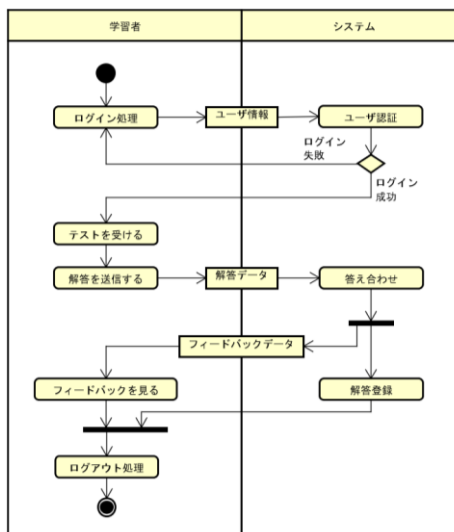 学習者
システム
ログイン処理
ユーザ情報
ユーザ認証
ログイン
失敗
ログイン
成功
テストを受ける
解答を送信する
解答データ
答え合わせ
フィードバックデータ
フィードバックを見る
解答登録
ログアウト処理